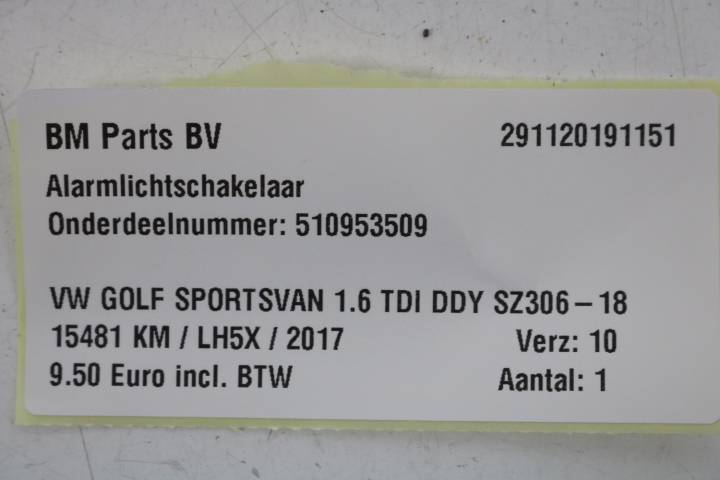 BM Parts BV 291120191151
Alarmlichtschakelaar
Onderdeelnummer: 510953509
VW GOLF SPORTSVAN 1.6 TDI DDY SZ306-18
15481 KM / LH5X / 2017 Verz: 10
9.50 Euro incl. BTW Aantal: 1